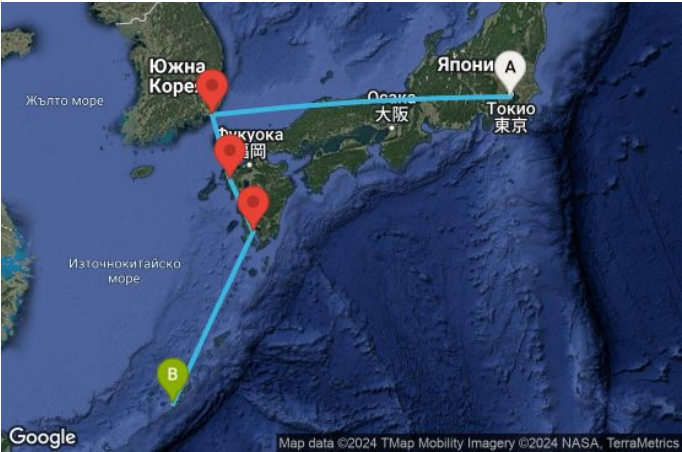 Южна
Корея
Жълто море
Япони
A
Осака
大阪
Токио
東京
Фукуока
福岡
Източнокитайско
море
B
Google
Map data ©2024 TMap Mobility Imagery ©2024 NASA, TerraMetrics